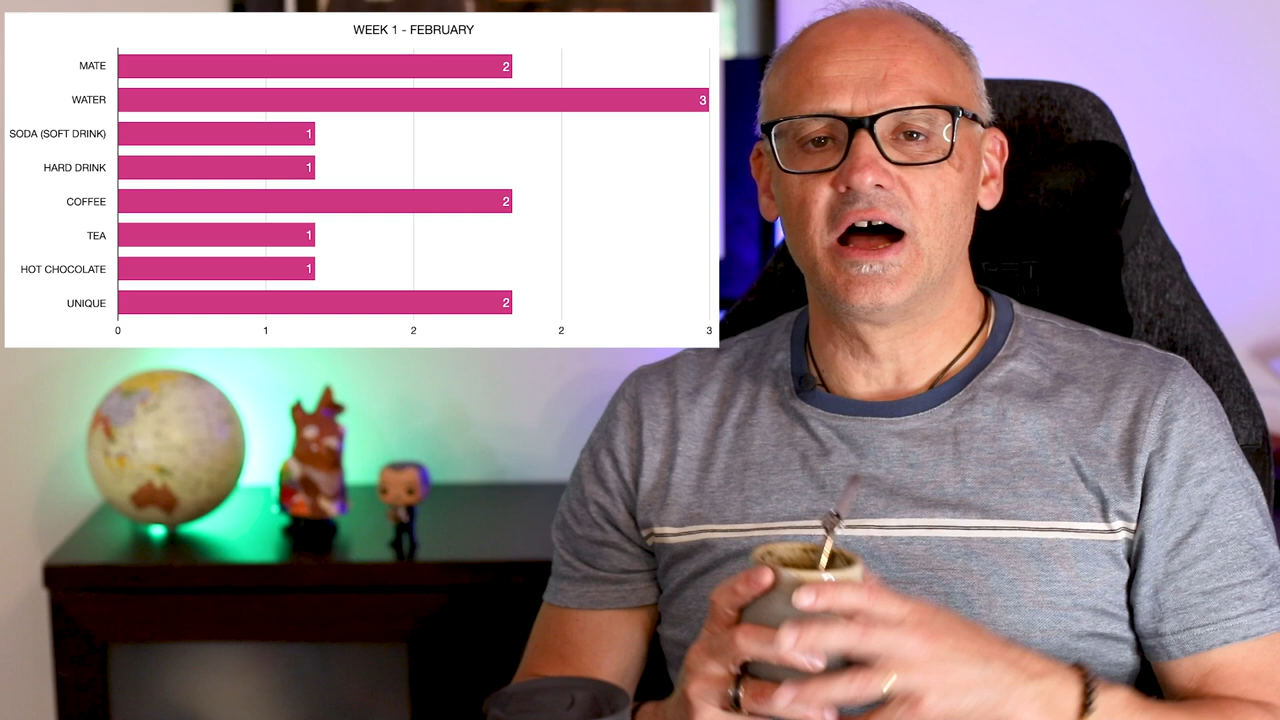 WEEK 1 - FEBRUARY
MATE 2
WATER 3
SODA (SOFT DRINK) 1
HARD DRINK 1
COFFEE 2
TEA 1
HOT CHOCOLATE 1
UNIQUE 2
0 1 2 2 3